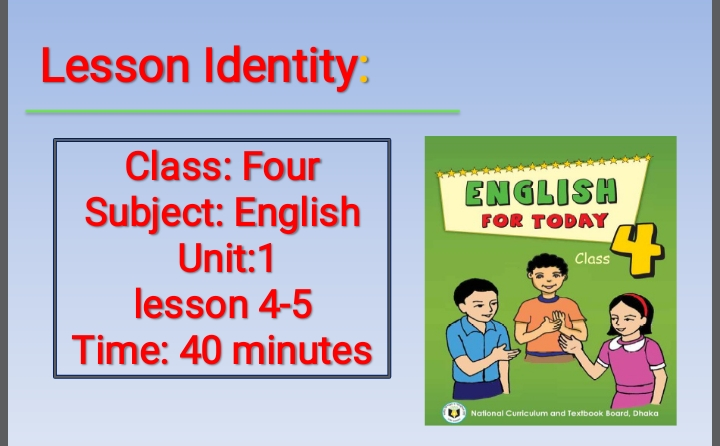 Lesson Identity:
Class: Four
Subject: English
Unit:1
lesson 4-5
Time: 40 minutes
ENGLISH
FOR TODAY
Class 4
National Curriculum and Textbook Board, Dhaka